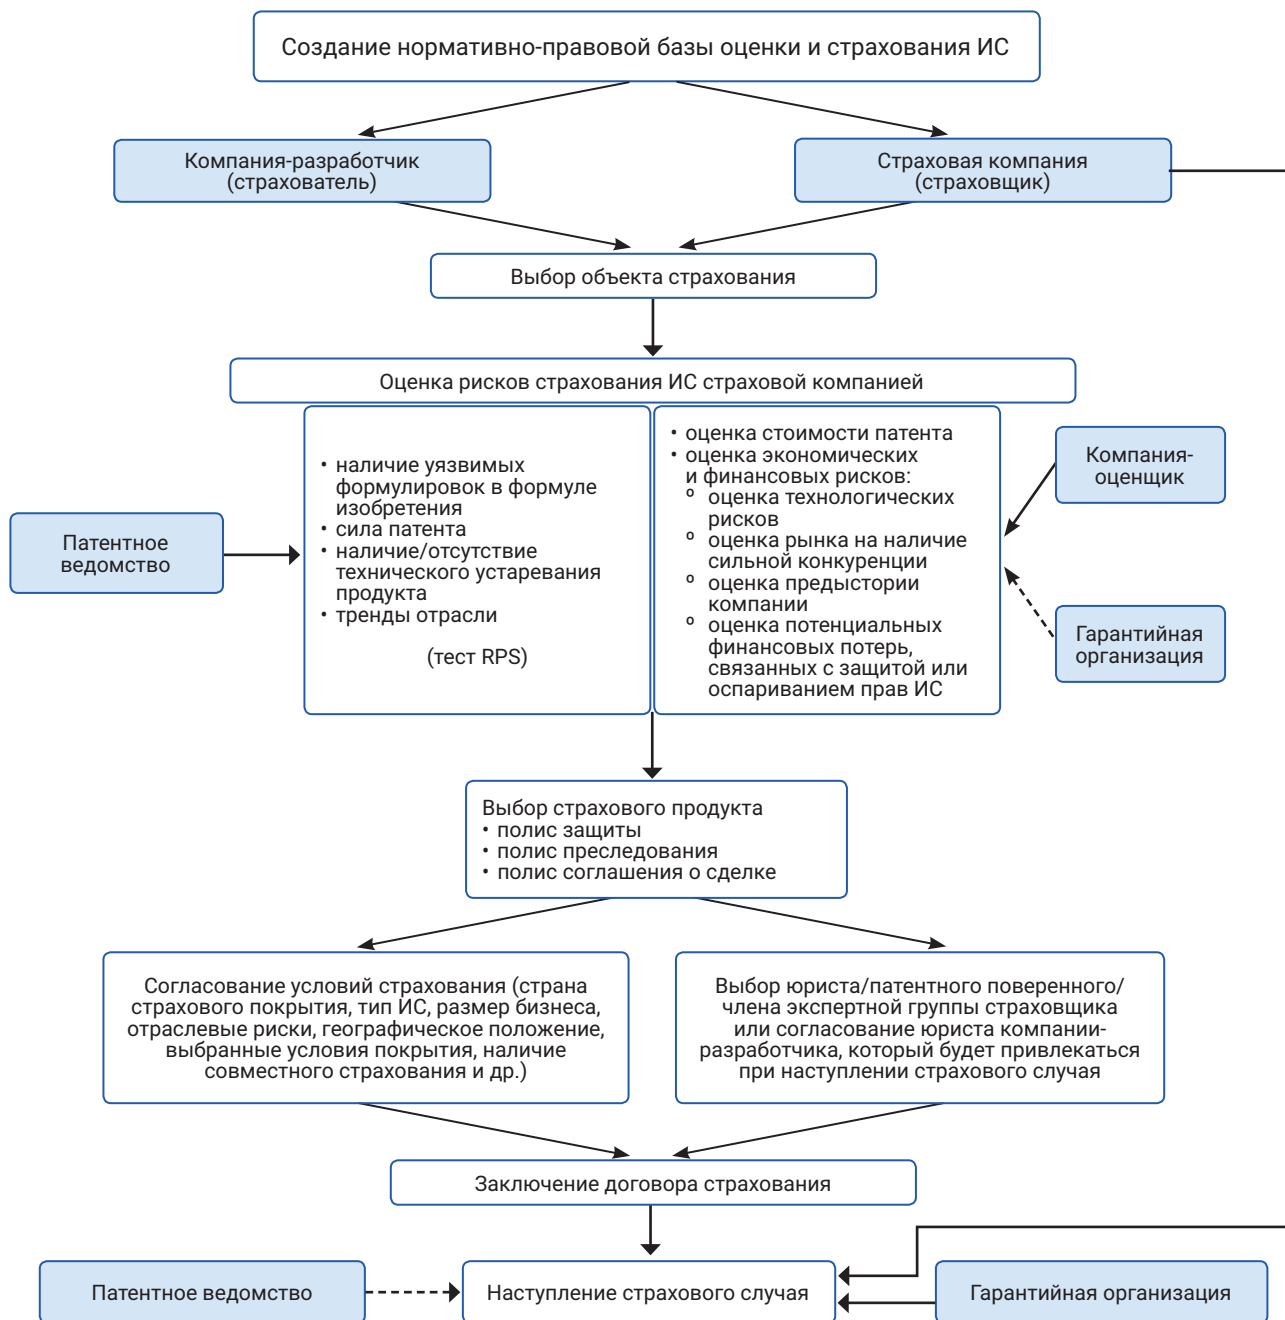 Создание нормативно-правовой базы оценки и страхования ИС
Компания-разработчик
(страхователь)
Страховая компания
(страховщик)
Выбор объекта страхования
Оценка рисков страхования ИС страховой компанией
Патентное
ведомство
• наличие уязвимых
формулировок в формуле
изобретения
• сила патента
• наличие/отсутствие
технического устаревания
продукта
• тренды отрасли
(тест RPS)
• оценка стоимости патента
• оценка экономических
и финансовых рисков:
º оценка технологических
рисков
º оценка рынка на наличие
сильной конкуренции
º оценка предыстории
компании
º оценка потенциальных
финансовых потерь,
связанных с защитой или
оспариванием прав ИС
Компания-
оценщик
Гарантийная
организация
Выбор страхового продукта
• полис защиты
• полис преследования
• полис соглашения о сделке
Согласование условий страхования (страна
страхового покрытия, тип ИС, размер бизнеса,
отраслевые риски, географическое положение,
выбранные условия покрытия, наличие
совместного страхования и др.)
Выбор юриста/патентного поверенного/
члена экспертной группы страховщика
или согласование юриста компании-
разработчика, который будет привлекаться
при наступлении страхового случая
Заключение договора страхования
Патентное ведомство
Наступление страхового случая
Гарантийная организация